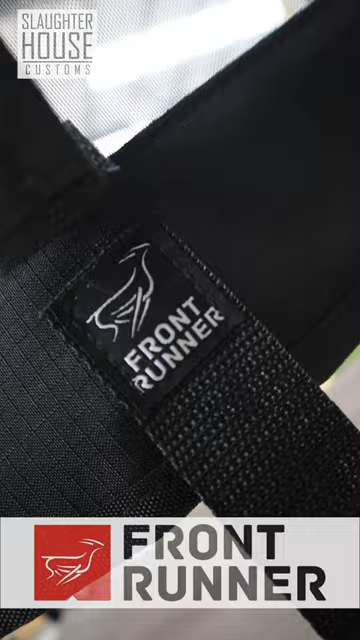 SLAUGHTER
HOUSE
CUSTOMS
FRONT
RUNNER
FRONT
RUNNER